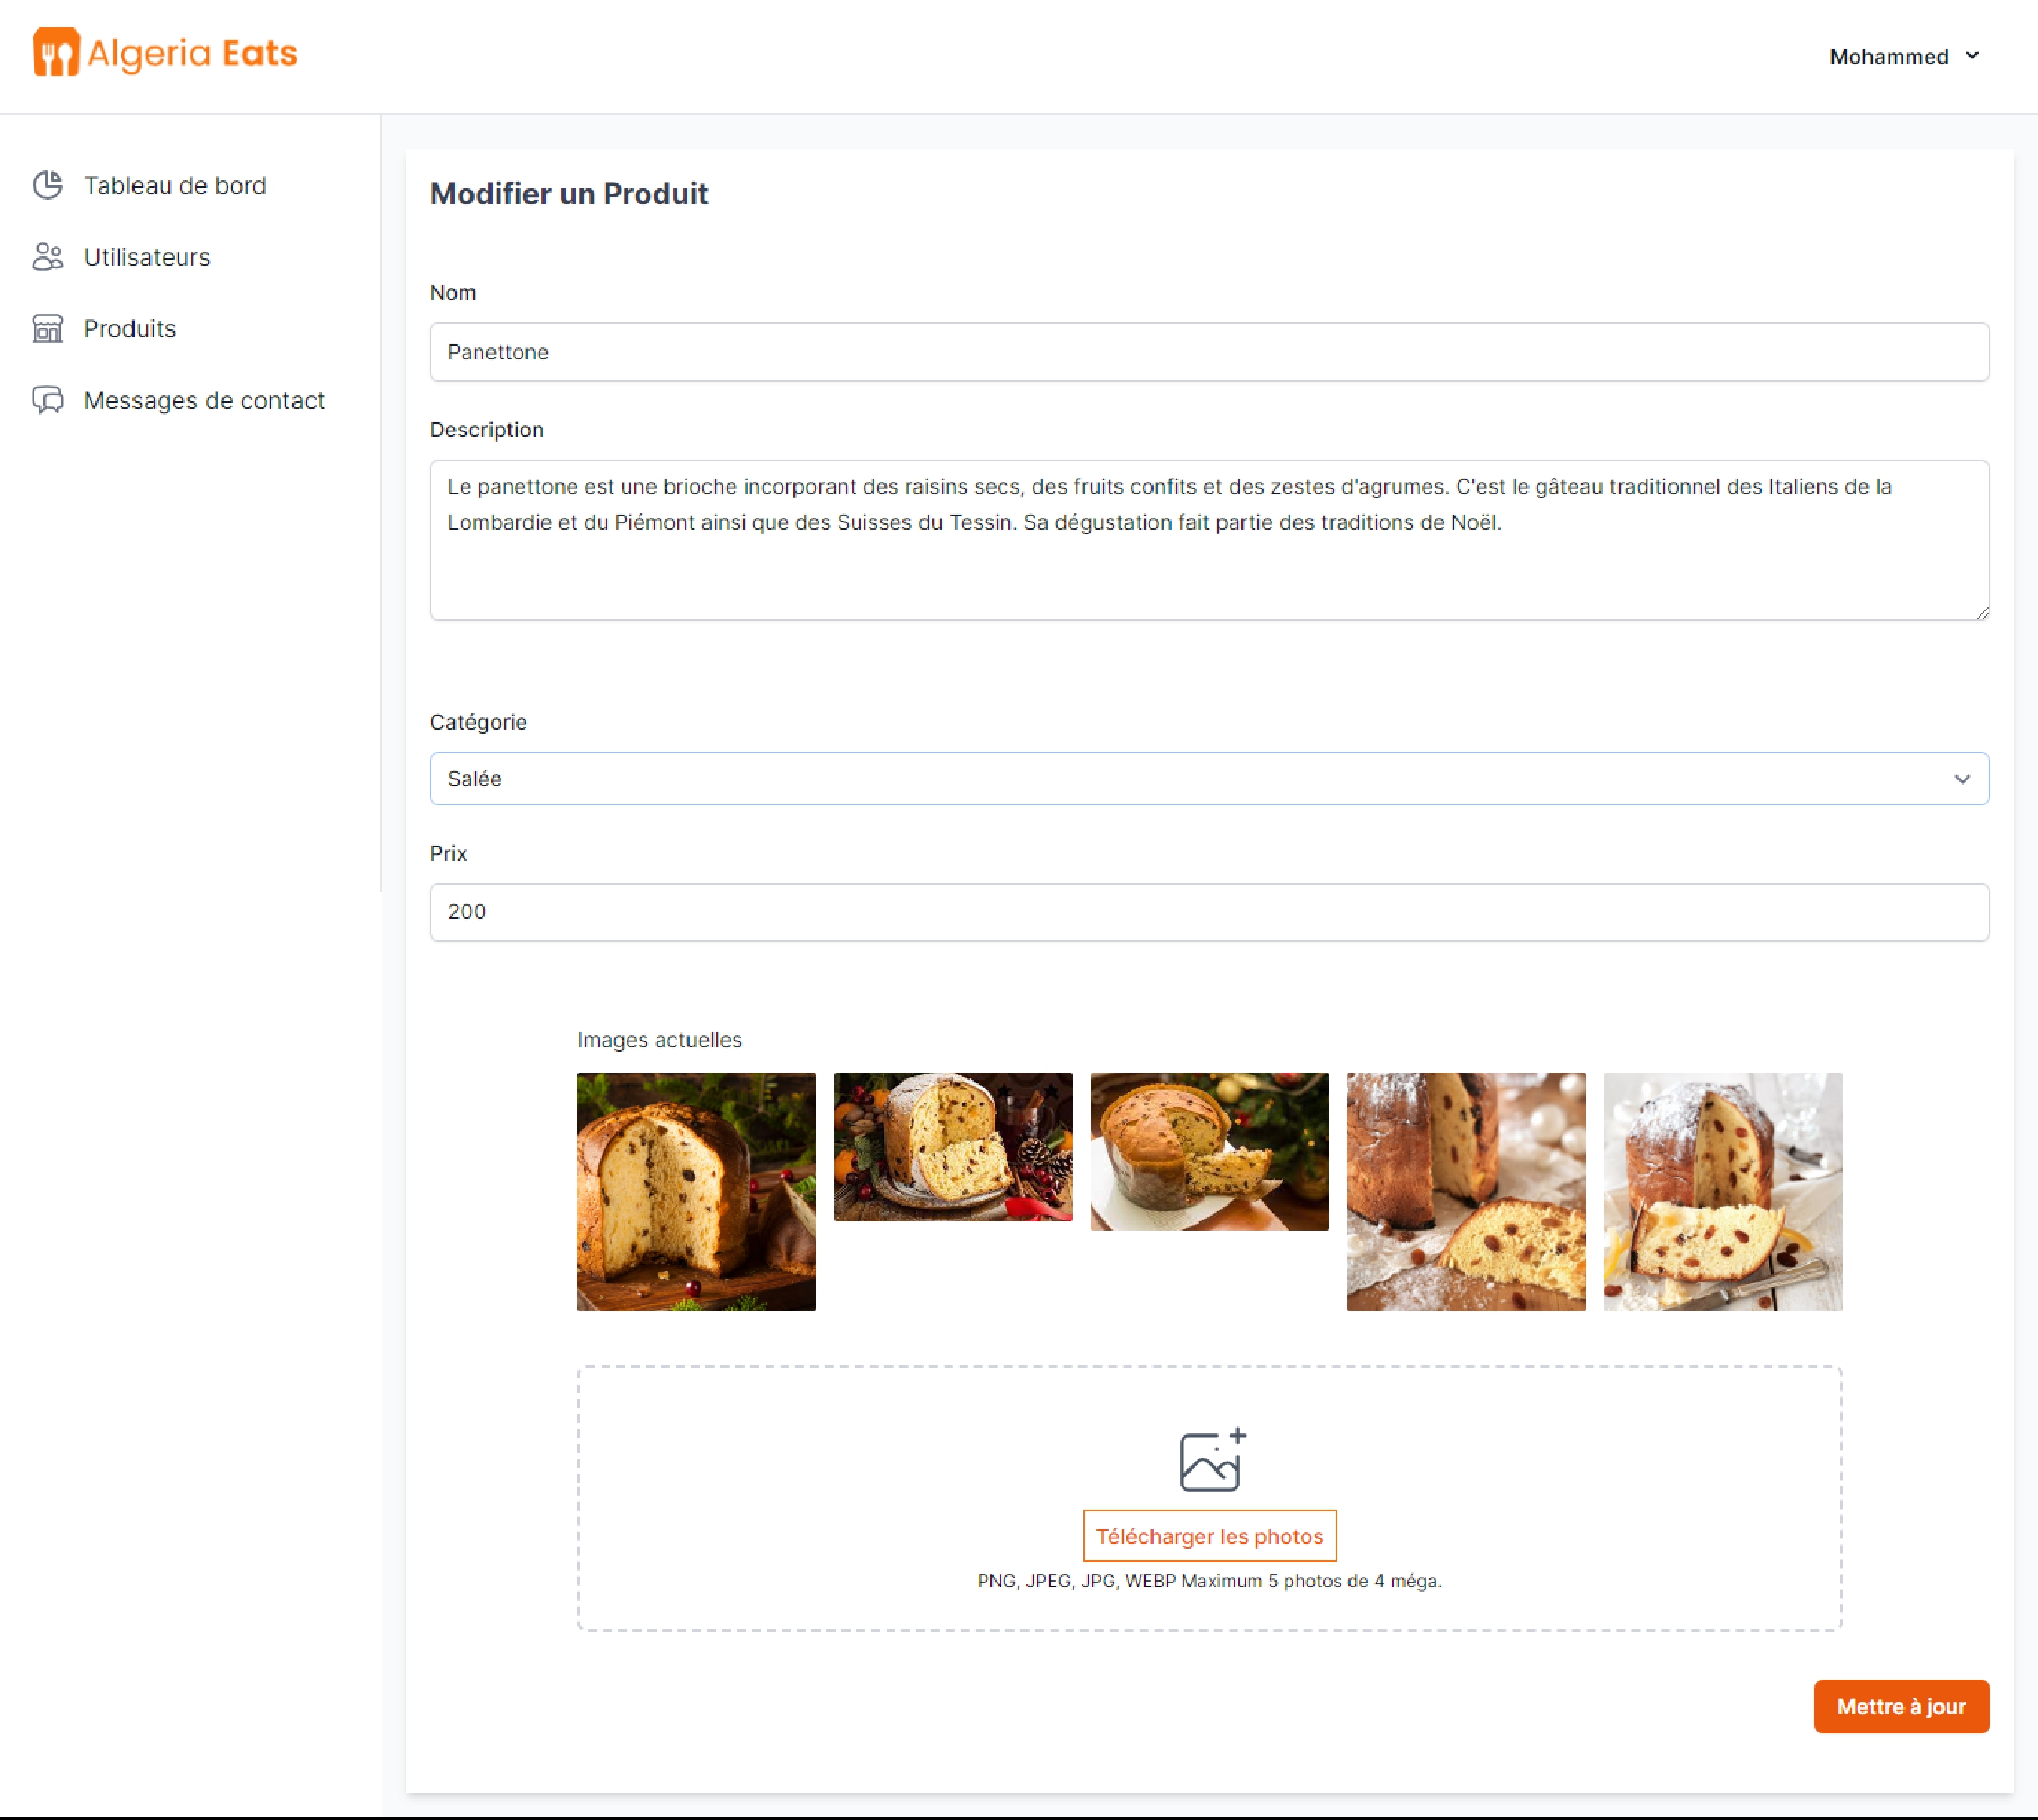 Algeria Eats
Mohammed
Tableau de bord
Utilisateurs
Produits
Messages de contact
Modifier un Produit
Nom
Panettone
Description
Le panettone est une brioche incorporant des raisins secs, des fruits confits et des zestes d'agrumes. C'est le gâteau traditionnel des Italiens de la
Lombardie et du Piémont ainsi que des Suisses du Tessin. Sa dégustation fait partie des traditions de Noël.
Catégorie
Salée
Prix
200
Images actuelles
Télécharger les photos
PNG, JPEG, JPG, WEBP Maximum 5 photos de 4 méga.
Mettre à jour